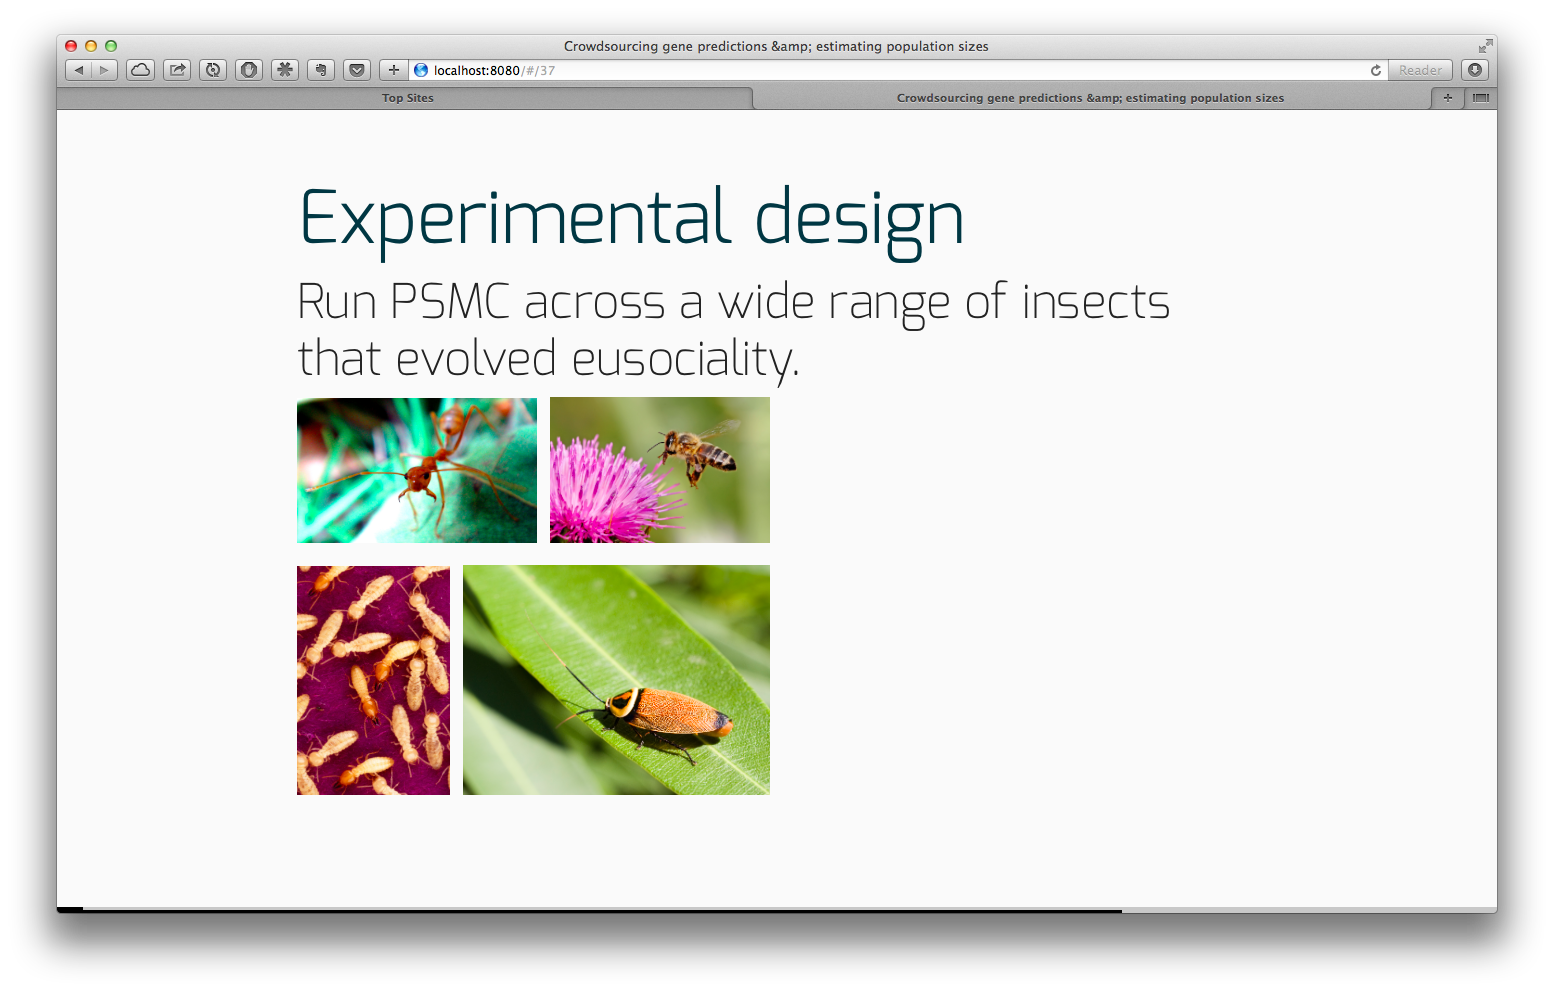 Crowdsourcing gene predictions &amp; estimating population sizes
localhost:8080/#/37
Reader
Top Sites
Crowdsourcing gene predictions &amp; estimating population sizes
Experimental design
Run PSMC across a wide range of insects
that evolved eusociality.